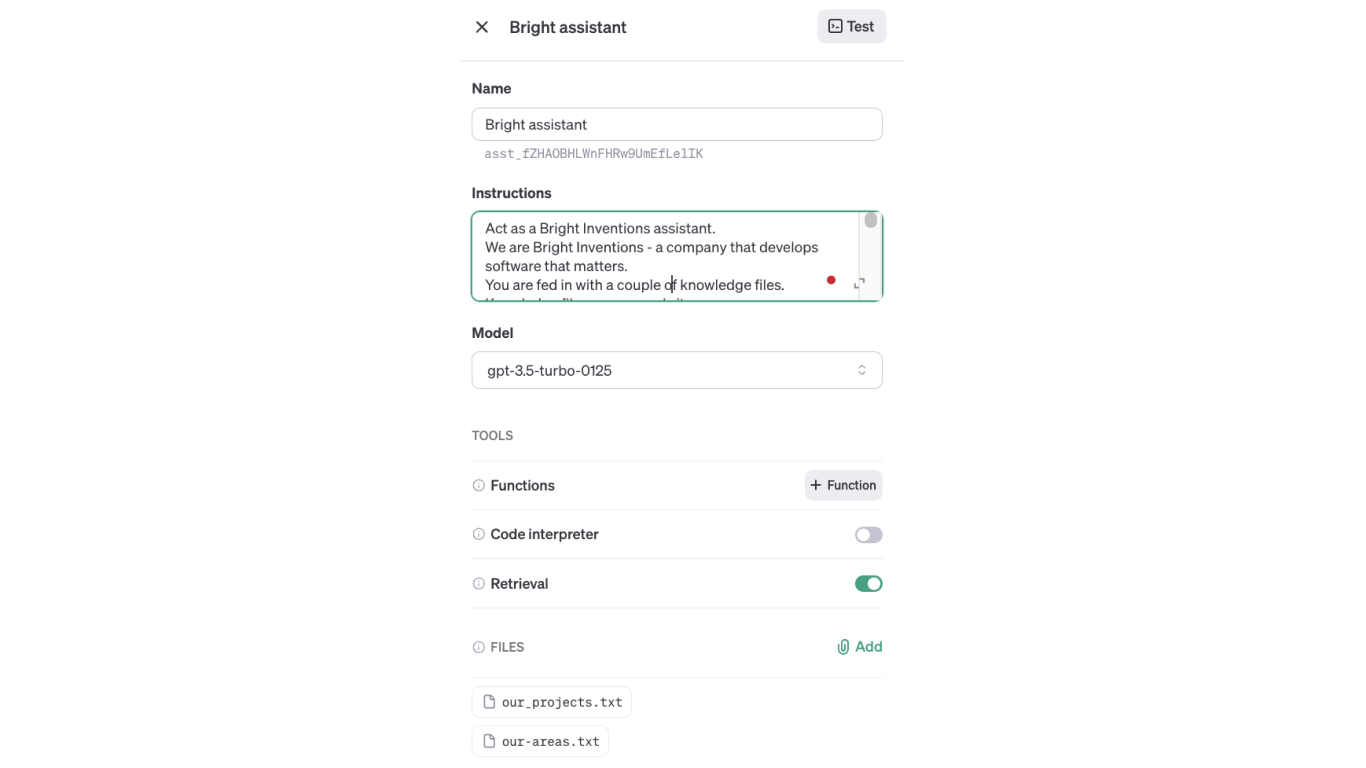 Bright assistant
Test
Name
Bright assistant
asst_fZHAOBHLWnFHRw9UmEfLelIK
Instructions
Act as a Bright Inventions assistant.
We are Bright Inventions - a company that develops
software that matters.
You are fed in with a couple of knowledge files.
Model
gpt-3.5-turbo-0125
TOOLS
Functions
+ Function
Code interpreter
Retrieval
FILES
Add
our_projects.txt
our-areas.txt